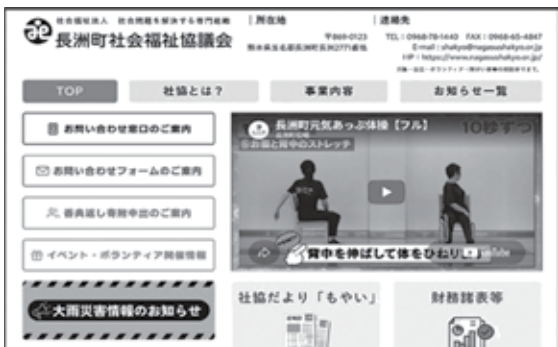 社会福祉法人 社会問題を解決する専門組織
長洲町社会福祉協議会
所在地
〒869-0123
熊本県玉名郡長洲町長洲2771番地
連絡先
TEL：0968-78-1440 FAX：0968-65-4847
E-mail：shakyo@nagasushakyo.or.jp
HP：https://www.nagasushakyo.or.jp/
TOP
社協とは？
事業内容
お知らせ一覧
お問い合わせ窓口のご案内
お問い合わせフォームのご案内
香典返し寄附申出のご案内
イベント・ボランティア開催情報
大雨災害情報のお知らせ
長洲町元気あっぷ体操【フル】
10秒ずつ
⑥お腹と背中のストレッチ
背中を伸ばして体をひねり
YouTube
社協だより「もやい」
財務諸表等